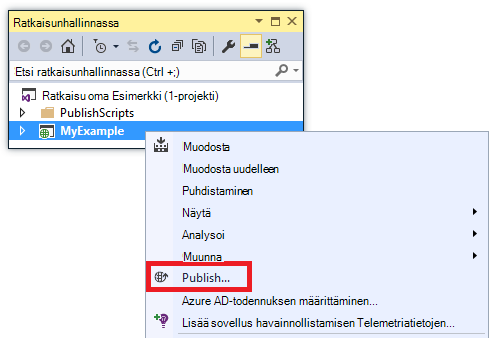 Ratkaisunhallinnassa
Etsi ratkaisunhallinnassa (Ctrl +;)
Ratkaisu oma Esimerkki (1-projekti)
PublishScripts
MyExample
Muodosta
Muodosta uudelleen
Puhdistaminen
Näytä
Analysoi
Muunna
Publish...
Azure AD-todennuksen määrittäminen...
Lisää sovellus havainnollistamisen Telemetriatietojen...